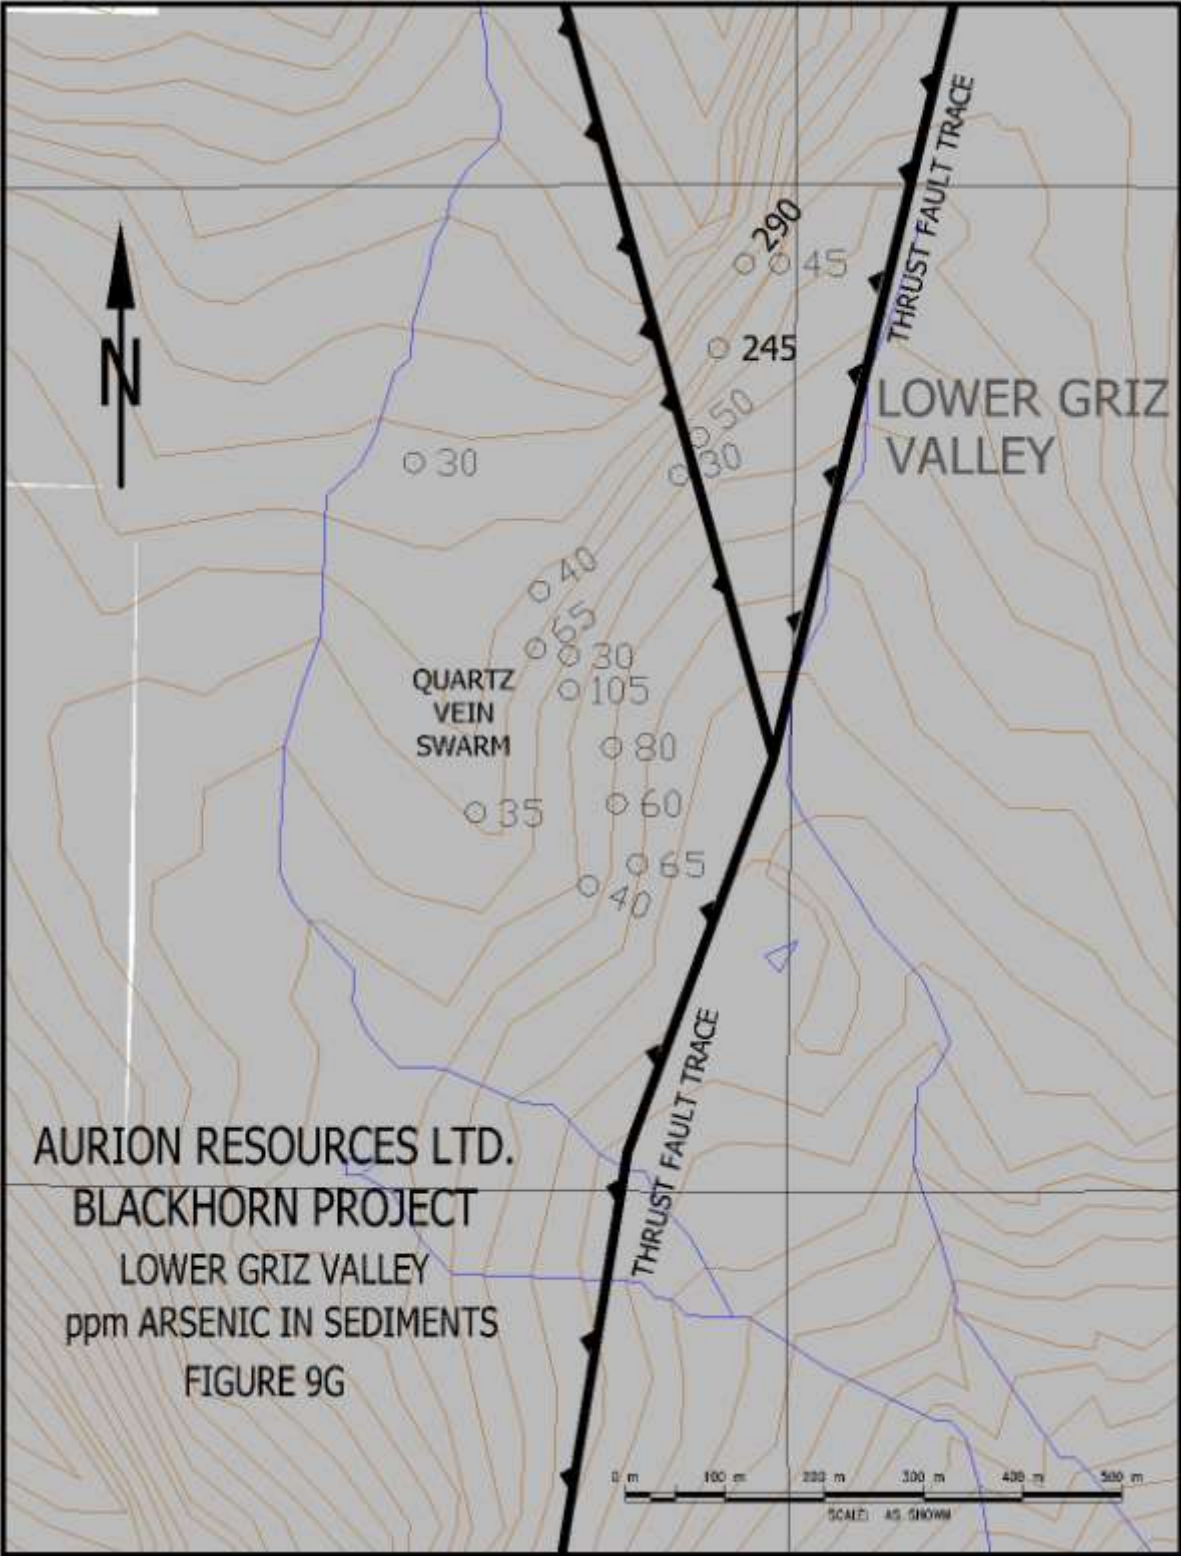 THRUST FAULT TRACE
290
45
245
LOWER GRIZ
VALLEY
50
30
30
N
40
65
30
105
QUARTZ
VEIN
SWARM
80
60
35
65
40
THRUST FAULT TRACE
AURION RESOURCES LTD.
BLACKHORN PROJECT
LOWER GRIZ VALLEY
ppm ARSENIC IN SEDIMENTS
FIGURE 9G
0 m 100 m 200 m 300 m 400 m 500 m
SCALE: AS SHOWN